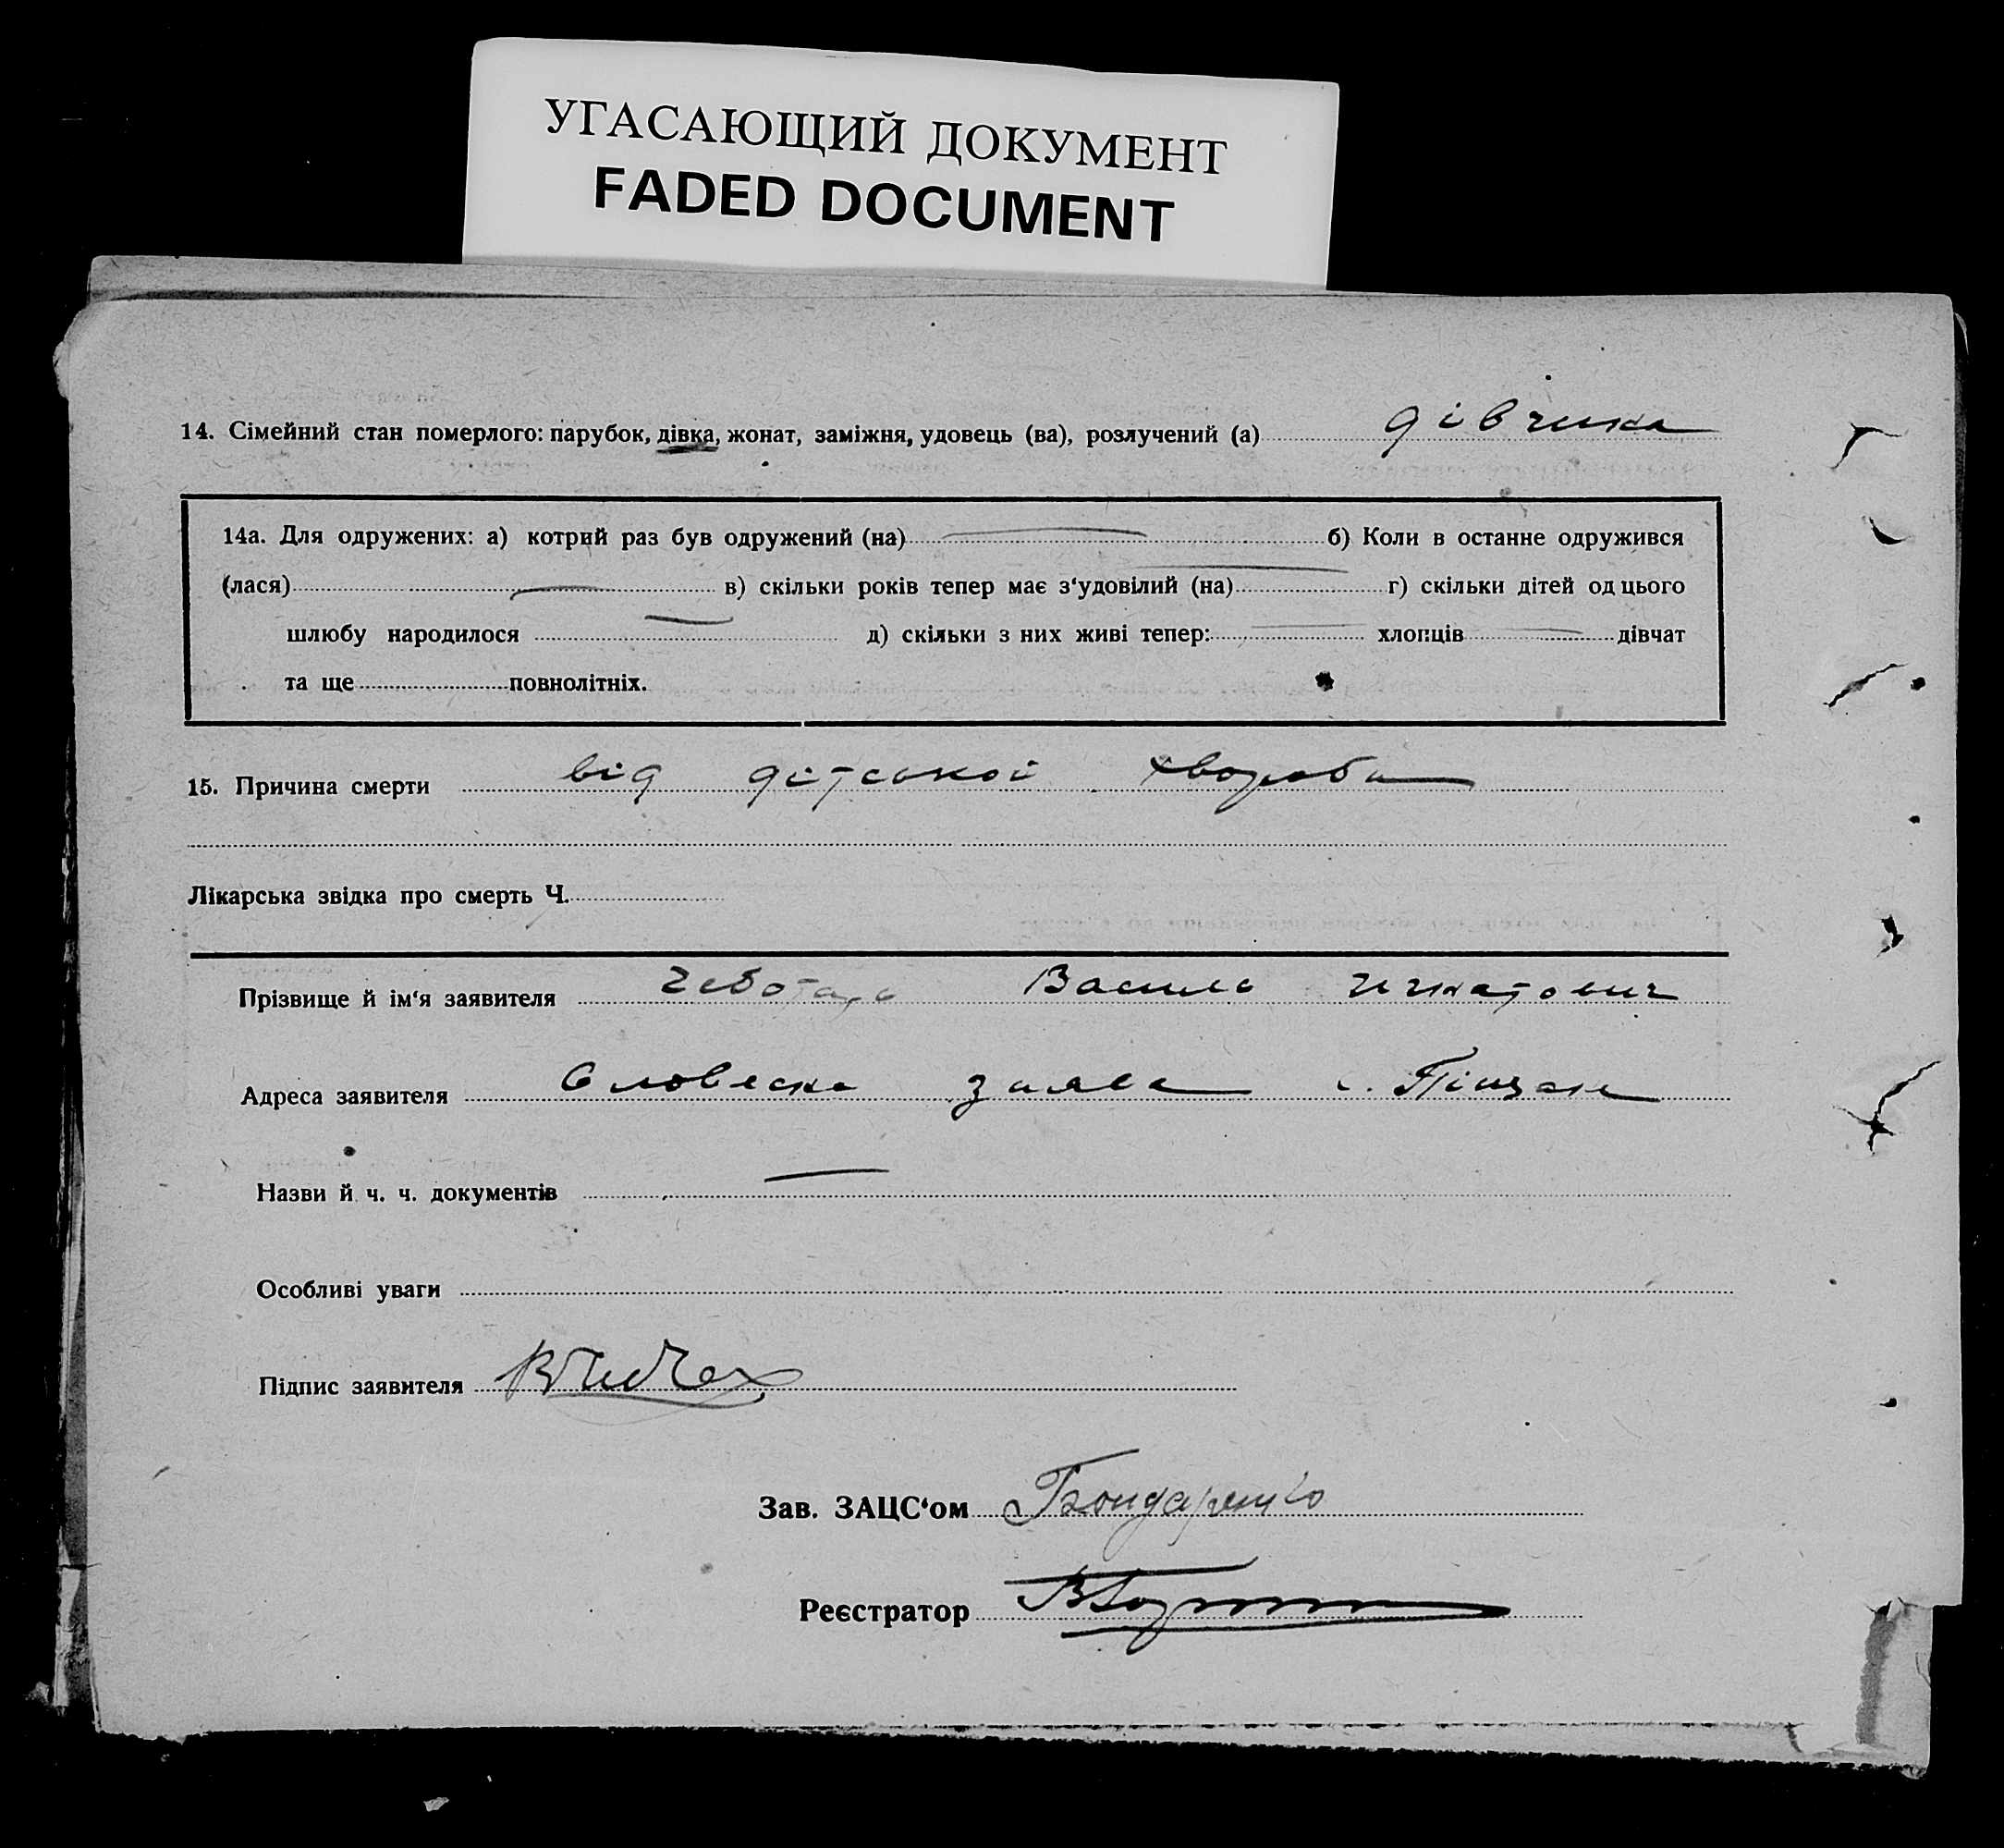 УГАСАЮЩИЙ ДОКУМЕНТ
FADED DOCUMENT
14. Сімейний стан померлого: парубок, дівка, жонат, заміжня, удовець (ва), розлучений (а) дівчина
14а. Для одружених: а) котрий раз був одружений (на) б) Коли в останне одружився
(лася) в) скільки років тепер має з‘удовілий (на) г) скільки дітей од цього
шлюбу народилося д) скільки з них живі тепер: хлопців дівчат
та ще повнолітніх.
15. Причина смерти від дітської хвороби
Лікарська звідка про смерть Ч.
Прізвище й ім‘я заявителя Чеботарь Василь Игнатович
Адреса заявителя Словесна заява с. Піщане
Назви й ч. ч. документів
Особливі уваги
Підпис заявителя
Зав. ЗАЦС‘ом Бондаренко
Реєстратор